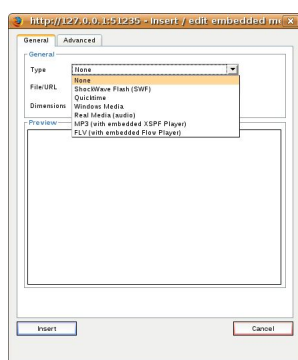 http://127.0.0.1:51235 - Insert / edit embedded me
General Advanced
General
Type None
None
File/URL
ShockWave Flash (SWF)
Quicktime
Dimensions
Windows Media
Real Media (audio)
Preview
MP3 (with embedded XSPF Player)
FLV (with embedded Flow Player)
Insert Cancel